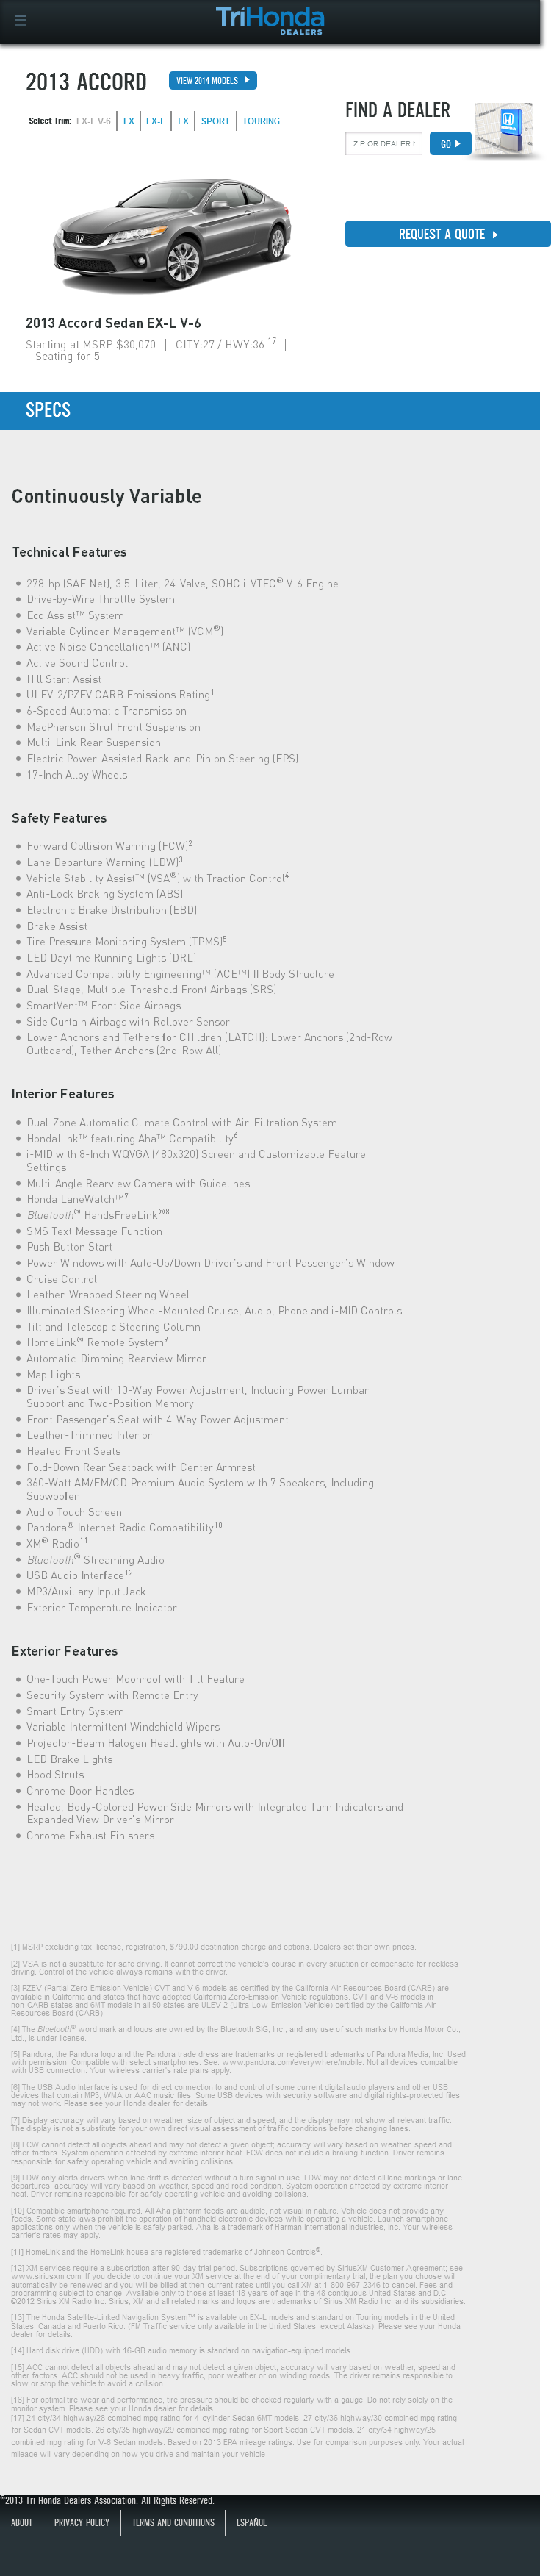 TriHonda
DEALERS
2013 ACCORD
VIEW 2014 MODELS
Select Trim: EX-L V-6 EX EX-L LX SPORT TOURING
FIND A DEALER
ZIP OR DEALER
GO
REQUEST A QUOTE
2013 Accord Sedan EX-L V-6
Starting at MSRP $30,070 | CITY:27 / HWY:36 17 |
Seating for 5
SPECS
Continuously Variable
Technical Features
278-hp (SAE Net), 3.5-Liter, 24-Valve, SOHC i-VTEC® V-6 Engine
Drive-by-Wire Throttle System
Eco Assist™ System
Variable Cylinder Management™ (VCM®)
Active Noise Cancellation™ (ANC)
Active Sound Control
Hill Start Assist
ULEV-2/PZEV CARB Emissions Rating1
6-Speed Automatic Transmission
MacPherson Strut Front Suspension
Multi-Link Rear Suspension
Electric Power-Assisted Rack-and-Pinion Steering (EPS)
17-Inch Alloy Wheels
Safety Features
Forward Collision Warning (FCW)2
Lane Departure Warning (LDW)3
Vehicle Stability Assist™ (VSA®) with Traction Control4
Anti-Lock Braking System (ABS)
Electronic Brake Distribution (EBD)
Brake Assist
Tire Pressure Monitoring System (TPMS)5
LED Daytime Running Lights (DRL)
Advanced Compatibility Engineering™ (ACE™) II Body Structure
Dual-Stage, Multiple-Threshold Front Airbags (SRS)
SmartVent™ Front Side Airbags
Side Curtain Airbags with Rollover Sensor
Lower Anchors and Tethers for CHildren (LATCH): Lower Anchors (2nd-Row
Outboard), Tether Anchors (2nd-Row All)
Interior Features
Dual-Zone Automatic Climate Control with Air-Filtration System
HondaLink™ featuring Aha™ Compatibility6
i-MID with 8-Inch WQVGA (480x320) Screen and Customizable Feature
Settings
Multi-Angle Rearview Camera with Guidelines
Honda LaneWatch™7
Bluetooth® HandsFreeLink®8
SMS Text Message Function
Push Button Start
Power Windows with Auto-Up/Down Driver's and Front Passenger's Window
Cruise Control
Leather-Wrapped Steering Wheel
Illuminated Steering Wheel-Mounted Cruise, Audio, Phone and i-MID Controls
Tilt and Telescopic Steering Column
HomeLink® Remote System9
Automatic-Dimming Rearview Mirror
Map Lights
Driver's Seat with 10-Way Power Adjustment, Including Power Lumbar
Support and Two-Position Memory
Front Passenger's Seat with 4-Way Power Adjustment
Leather-Trimmed Interior
Heated Front Seats
Fold-Down Rear Seatback with Center Armrest
360-Watt AM/FM/CD Premium Audio System with 7 Speakers, Including
Subwoofer
Audio Touch Screen
Pandora® Internet Radio Compatibility10
XM® Radio11
Bluetooth® Streaming Audio
USB Audio Interface12
MP3/Auxiliary Input Jack
Exterior Temperature Indicator
Exterior Features
One-Touch Power Moonroof with Tilt Feature
Security System with Remote Entry
Smart Entry System
Variable Intermittent Windshield Wipers
Projector-Beam Halogen Headlights with Auto-On/Off
LED Brake Lights
Hood Struts
Chrome Door Handles
Heated, Body-Colored Power Side Mirrors with Integrated Turn Indicators and
Expanded View Driver's Mirror
Chrome Exhaust Finishers
[1] MSRP excluding tax, license, registration, $790.00 destination charge and options. Dealers set their own prices.
[2] VSA is not a substitute for safe driving. It cannot correct the vehicle's course in every situation or compensate for reckless
driving. Control of the vehicle always remains with the driver.
[3] PZEV (Partial Zero-Emission Vehicle) CVT and V-6 models as certified by the California Air Resources Board (CARB) are
available in California and states that have adopted California Zero-Emission Vehicle regulations. CVT and V-6 models in
non-CARB states and 6MT models in all 50 states are ULEV-2 (Ultra-Low-Emission Vehicle) certified by the California Air
Resources Board (CARB).
[4] The Bluetooth® word mark and logos are owned by the Bluetooth SIG, Inc., and any use of such marks by Honda Motor Co.,
Ltd., is under license.
[5] Pandora, the Pandora logo and the Pandora trade dress are trademarks or registered trademarks of Pandora Media, Inc. Used
with permission. Compatible with select smartphones. See: www.pandora.com/everywhere/mobile. Not all devices compatible
with USB connection. Your wireless carrier's rate plans apply.
[6] The USB Audio Interface is used for direct connection to and control of some current digital audio players and other USB
devices that contain MP3, WMA or AAC music files. Some USB devices with security software and digital rights-protected files
may not work. Please see your Honda dealer for details.
[7] Display accuracy will vary based on weather, size of object and speed, and the display may not show all relevant traffic.
The display is not a substitute for your own direct visual assessment of traffic conditions before changing lanes.
[8] FCW cannot detect all objects ahead and may not detect a given object; accuracy will vary based on weather, speed and
other factors. System operation affected by extreme interior heat. FCW does not include a braking function. Driver remains
responsible for safely operating vehicle and avoiding collisions.
[9] LDW only alerts drivers when lane drift is detected without a turn signal in use. LDW may not detect all lane markings or lane
departures; accuracy will vary based on weather, speed and road condition. System operation affected by extreme interior
heat. Driver remains responsible for safely operating vehicle and avoiding collisions.
[10] Compatible smartphone required. All Aha platform feeds are audible, not visual in nature. Vehicle does not provide any
feeds. Some state laws prohibit the operation of handheld electronic devices while operating a vehicle. Launch smartphone
applications only when the vehicle is safely parked. Aha is a trademark of Harman International Industries, Inc. Your wireless
carrier's rates may apply.
[11] HomeLink and the HomeLink house are registered trademarks of Johnson Controls®.
[12] XM services require a subscription after 90-day trial period. Subscriptions governed by SiriusXM Customer Agreement; see
www.siriusxm.com. If you decide to continue your XM service at the end of your complimentary trial, the plan you choose will
automatically be renewed and you will be billed at then-current rates until you call XM at 1-800-967-2346 to cancel. Fees and
programming subject to change. Available only to those at least 18 years of age in the 48 contiguous United States and D.C.
©2012 Sirius XM Radio Inc. Sirius, XM and all related marks and logos are trademarks of Sirius XM Radio Inc. and its subsidiaries.
[13] The Honda Satellite-Linked Navigation System™ is available on EX-L models and standard on Touring models in the United
States, Canada and Puerto Rico. (FM Traffic service only available in the United States, except Alaska). Please see your Honda
dealer for details.
[14] Hard disk drive (HDD) with 16-GB audio memory is standard on navigation-equipped models.
[15] ACC cannot detect all objects ahead and may not detect a given object; accuracy will vary based on weather, speed and
other factors. ACC should not be used in heavy traffic, poor weather or on winding roads. The driver remains responsible to
slow or stop the vehicle to avoid a collision.
[16] For optimal tire wear and performance, tire pressure should be checked regularly with a gauge. Do not rely solely on the
monitor system. Please see your Honda dealer for details.
[17] 24 city/34 highway/28 combined mpg rating for 4-cylinder Sedan 6MT models. 27 city/36 highway/30 combined mpg rating
for Sedan CVT models. 26 city/35 highway/29 combined mpg rating for Sport Sedan CVT models. 21 city/34 highway/25
combined mpg rating for V-6 Sedan models. Based on 2013 EPA mileage ratings. Use for comparison purposes only. Your actual
mileage will vary depending on how you drive and maintain your vehicle
®2013 Tri Honda Dealers Association. All Rights Reserved.
ABOUT PRIVACY POLICY TERMS AND CONDITIONS ESPAÑOL